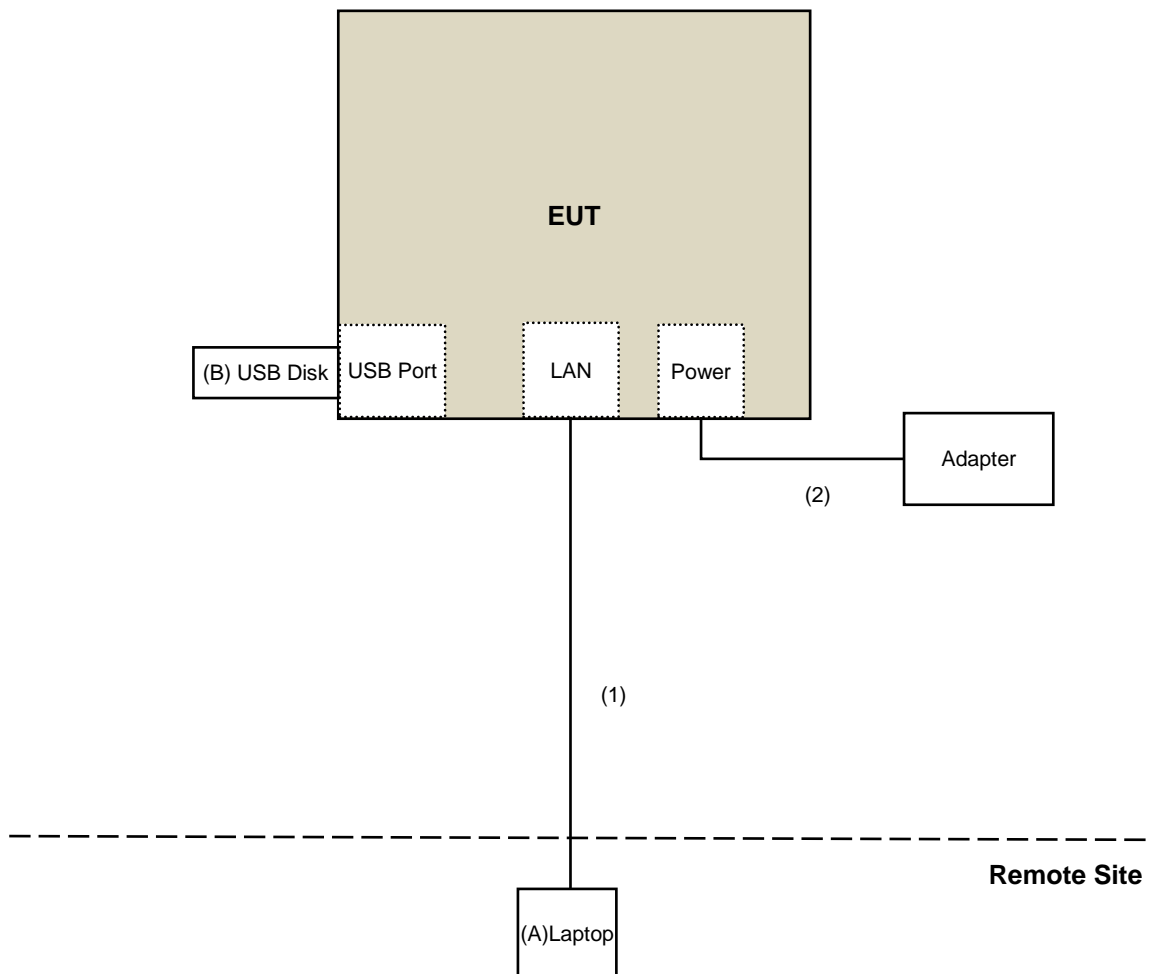 EUT
(B) USB Disk
USB Port
LAN
Power
Adapter
(2)
(1)
Remote Site
(A)Laptop